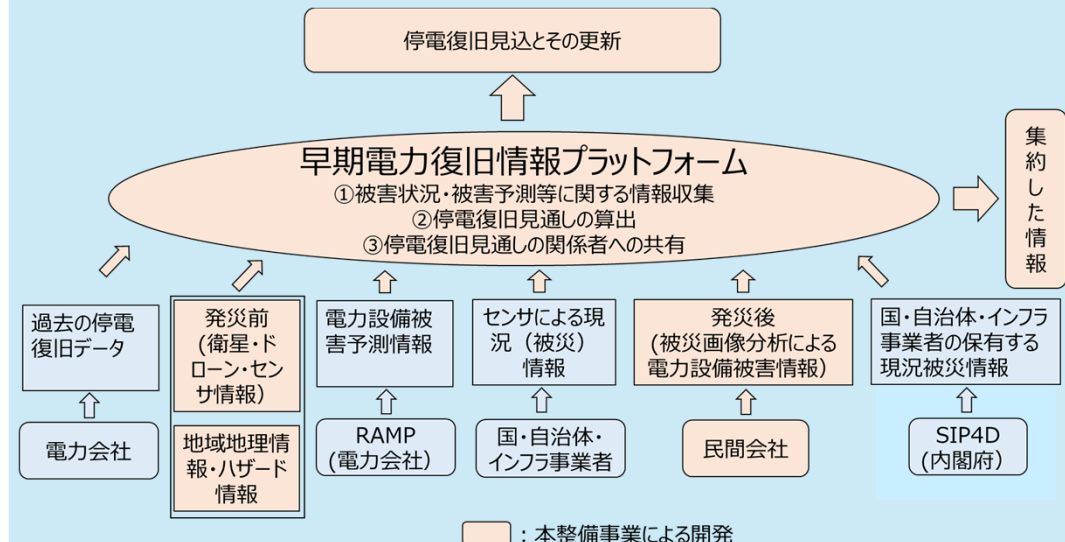 停電復旧見込とその更新
早期電力復旧情報プラットフォーム
①被害状況・被害予測等に関する情報収集
②停電復旧見通しの算出
③停電復旧見通しの関係者への共有
集約した情報
過去の停電
復旧データ
発災前
(衛星・ド
ローン・セン
サ情報)
電力設備被
害予測情報
センサによる現
況（被災）
情報
発災後
(被災画像分析による
電力設備被害情報）
国・自治体・インフラ
事業者の保有する
現況被災情報
電力会社
地域地理情
報・ハザード
情報
RAMP
(電力会社）
国・自治体・
インフラ事業者
民間会社
SIP4D
(内閣府)
：本整備事業による開発